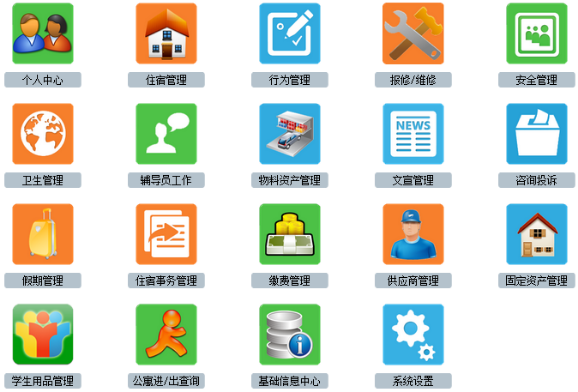 个人中心
住宿管理
行为管理
报修/维修
安全管理
NEWS
卫生管理
辅导员工作
物料资产管理
文宣管理
咨询投诉
假期管理
住宿事务管理
缴费管理
供应商管理
固定资产管理
学生用品管理
公寓进/出查询
基础信息中心
系统设置